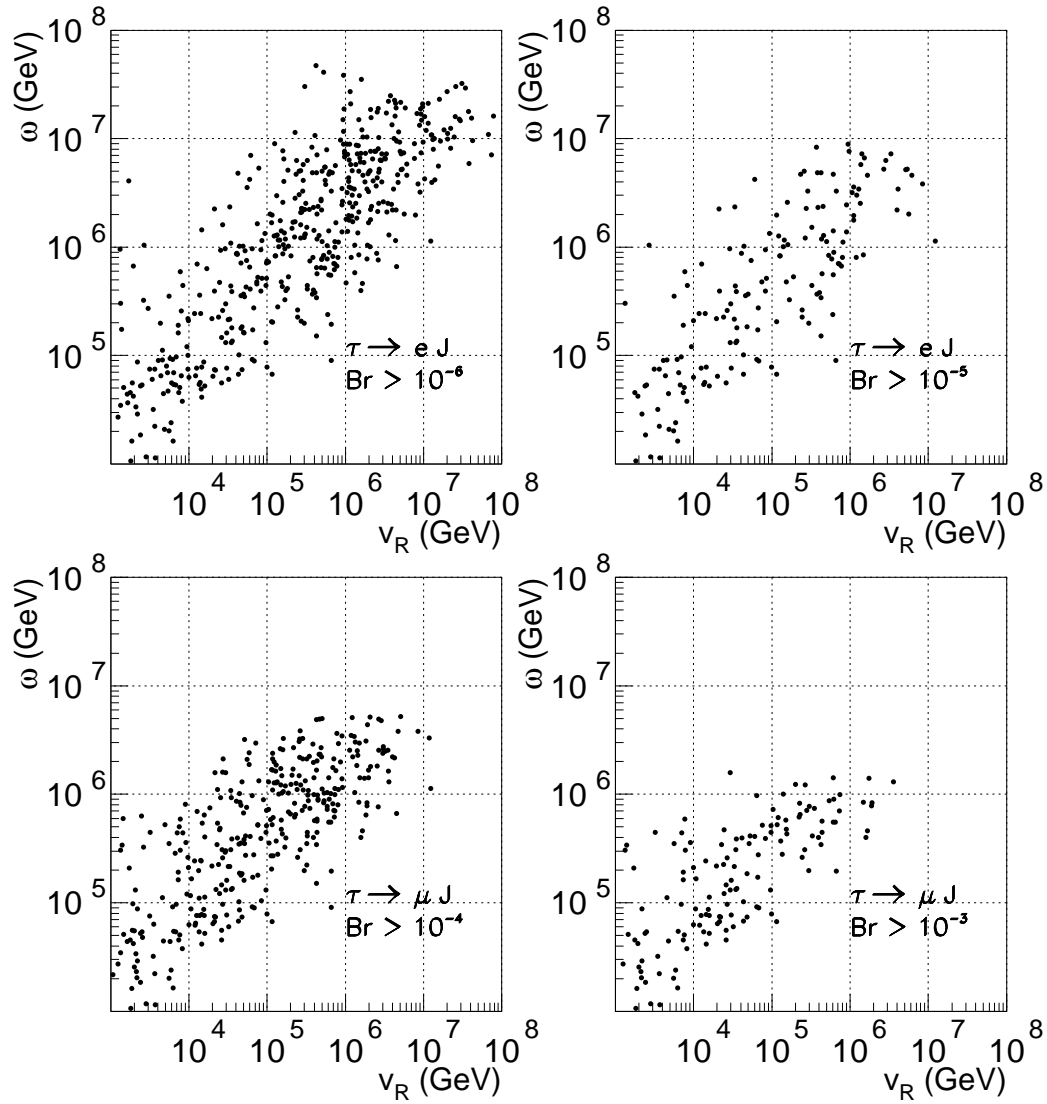 ω (GeV)
10^8
10^7
10^6
10^5
τ → e J
Br > 10^-6
10^4 10^5 10^6 10^7 10^8
v_R (GeV)
ω (GeV)
10^8
10^7
10^6
10^5
τ → e J
Br > 10^-5
10^4 10^5 10^6 10^7 10^8
v_R (GeV)
ω (GeV)
10^8
10^7
10^6
10^5
τ → μ J
Br > 10^-4
10^4 10^5 10^6 10^7 10^8
v_R (GeV)
ω (GeV)
10^8
10^7
10^6
10^5
τ → μ J
Br > 10^-3
10^4 10^5 10^6 10^7 10^8
v_R (GeV)